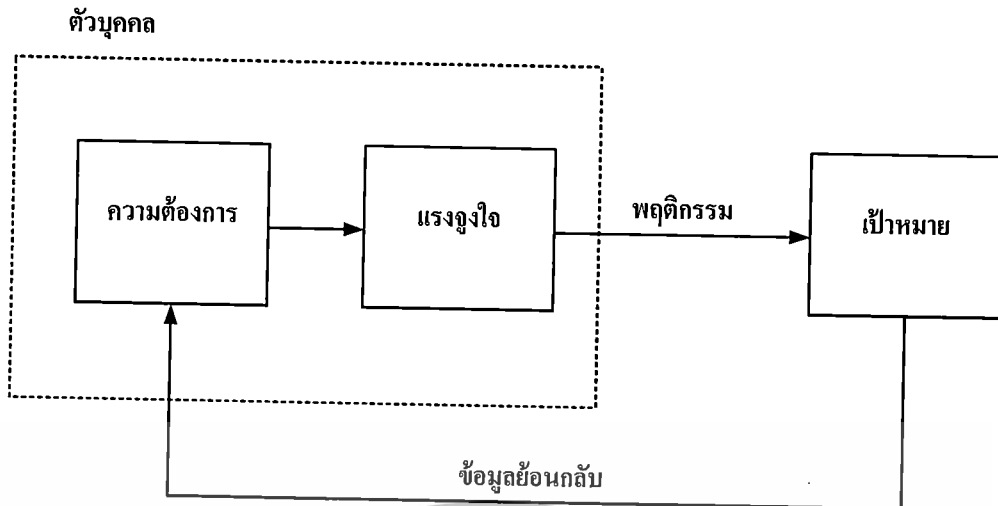 ตัวบุคคล
ความต้องการ
แรงจูงใจ
พฤติกรรม
เป้าหมาย
ข้อมูลย้อนกลับ